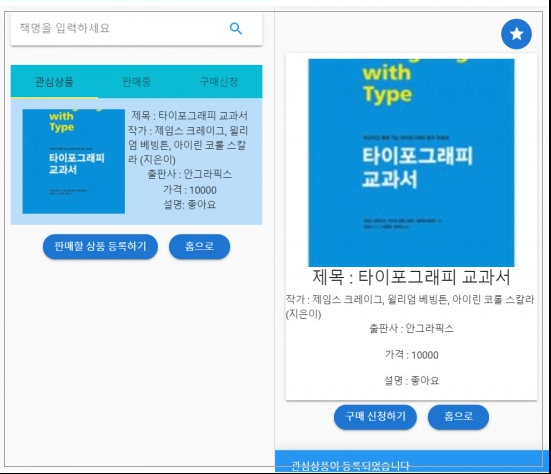 책명을 입력하세요
관심상품
판매중
구매신청
with
Type
타이포그래피
교과서
제목 : 타이포그래피 교과서
작가 : 제임스 크레이그, 윌리
엄 베빙튼, 아이린 코롤 스칼
라 (지은이)
출판사 : 안그라픽스
가격 : 10000
설명: 좋아요
판매할 상품 등록하기
홈으로
with
Type
타이포그래피
교과서
제목 : 타이포그래피 교과서
작가 : 제임스 크레이그, 윌리엄 베빙튼, 아이린 코롤 스칼라
(지은이)
출판사 : 안그라픽스
가격 : 10000
설명 : 좋아요
구매 신청하기
홈으로
관심상품이 등록되었습니다